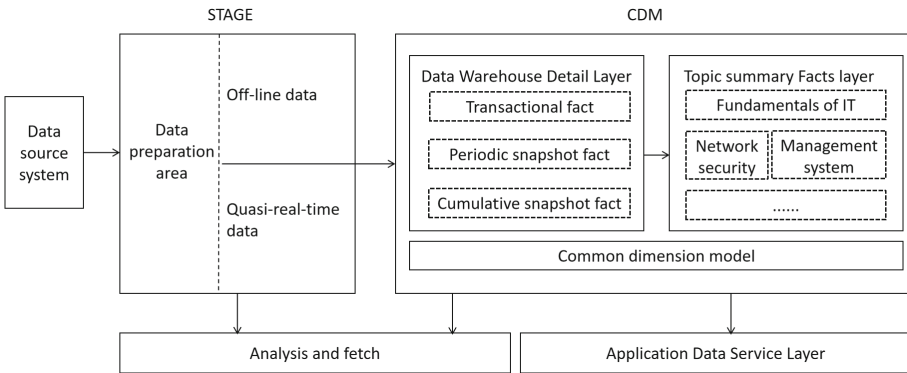 STAGE
CDM
Data
source
system
Data
preparation
area
Off-line data
Quasi-real-time
data
Data Warehouse Detail Layer
Transactional fact
Periodic snapshot fact
Cumulative snapshot fact
Topic summary Facts layer
Fundamentals of IT
Network
security
Management
system
......
Common dimension model
Analysis and fetch
Application Data Service Layer